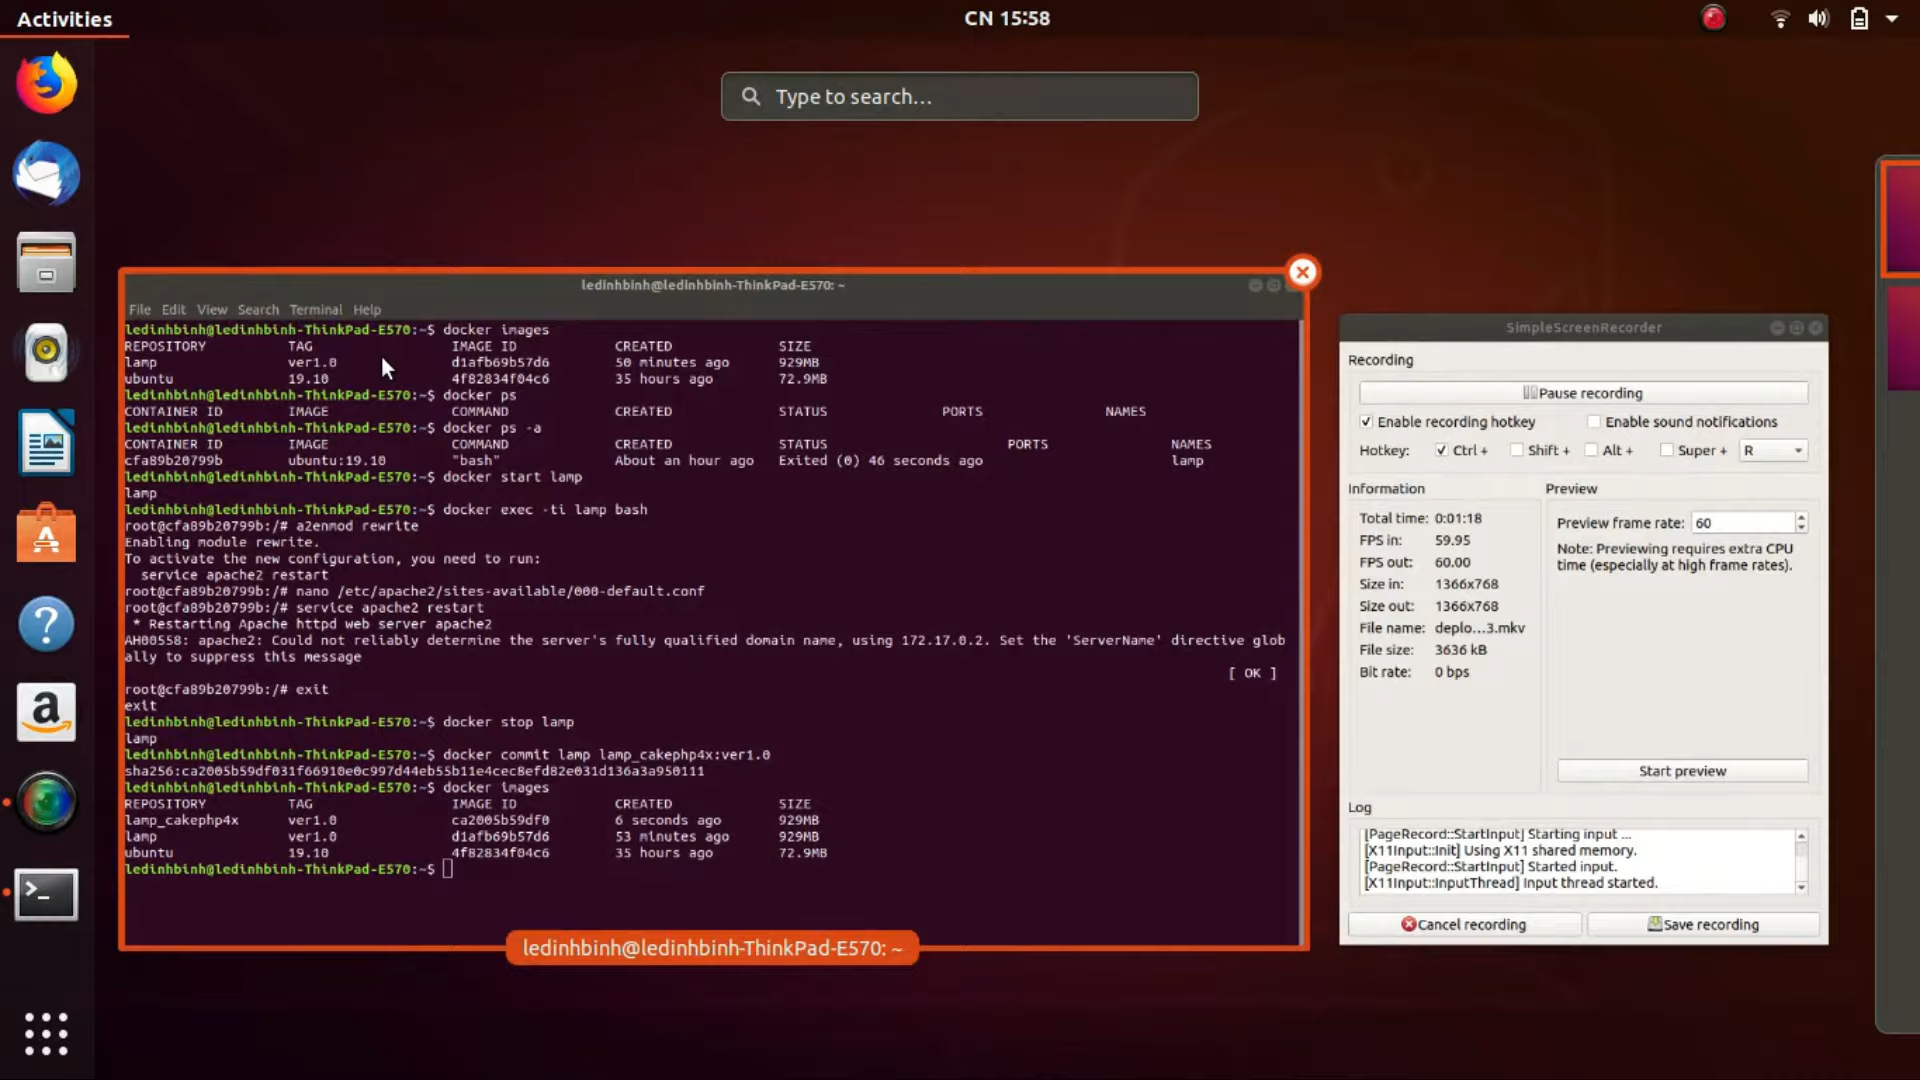 Activities
CN 15:58
Type to search...
ledinhbinh@ledinhbinh-ThinkPad-E570: ~
File Edit View Search Terminal Help
ledinhbinh@ledinhbinh-ThinkPad-E570:~$ docker images
REPOSITORY TAG IMAGE ID CREATED SIZE
lamp ver1.0 d1afb69b57d6 50 minutes ago 929MB
ubuntu 19.10 4f82834f04c6 35 hours ago 72.9MB
ledinhbinh@ledinhbinh-ThinkPad-E570:~$ docker ps
CONTAINER ID IMAGE COMMAND CREATED STATUS PORTS NAMES
ledinhbinh@ledinhbinh-ThinkPad-E570:~$ docker ps -a
CONTAINER ID IMAGE COMMAND CREATED STATUS PORTS NAMES
cfa89b20799b ubuntu:19.10 "bash" About an hour ago Exited (0) 46 seconds ago lamp
ledinhbinh@ledinhbinh-ThinkPad-E570:~$ docker start lamp
lamp
ledinhbinh@ledinhbinh-ThinkPad-E570:~$ docker exec -ti lamp bash
root@cfa89b20799b:/# a2enmod rewrite
Enabling module rewrite.
To activate the new configuration, you need to run:
service apache2 restart
root@cfa89b20799b:/# nano /etc/apache2/sites-available/000-default.conf
root@cfa89b20799b:/# service apache2 restart
* Restarting Apache httpd web server apache2
AH00558: apache2: Could not reliably determine the server's fully qualified domain name, using 172.17.0.2. Set the 'ServerName' directive glob
ally to suppress this message
[ OK ]
root@cfa89b20799b:/# exit
exit
ledinhbinh@ledinhbinh-ThinkPad-E570:~$ docker stop lamp
lamp
ledinhbinh@ledinhbinh-ThinkPad-E570:~$ docker commit lamp lamp_cakephp4x:ver1.0
sha256:ca2005b59df031f66910e0c997d44eb55b11e4cec8efd82e031d136a3a950111
ledinhbinh@ledinhbinh-ThinkPad-E570:~$ docker images
REPOSITORY TAG IMAGE ID CREATED SIZE
lamp_cakephp4x ver1.0 ca2005b59df0 6 seconds ago 929MB
lamp ver1.0 d1afb69b57d6 53 minutes ago 929MB
ubuntu 19.10 4f82834f04c6 35 hours ago 72.9MB
ledinhbinh@ledinhbinh-ThinkPad-E570:~$
ledinhbinh@ledinhbinh-ThinkPad-E570: ~
SimpleScreenRecorder
Recording
Pause recording
Enable recording hotkey Enable sound notifications
Hotkey: Ctrl + Shift + Alt + Super + R
Information
Total time: 0:01:18
FPS in: 59.95
FPS out: 60.00
Size in: 1366x768
Size out: 1366x768
File name: deplo...3.mkv
File size: 3636 kB
Bit rate: 0 bps
Preview
Preview frame rate: 60
Note: Previewing requires extra CPU
time (especially at high frame rates).
Start preview
Log
[PageRecord::StartInput] Starting input ...
[X11Input::Init] Using X11 shared memory.
[PageRecord::StartInput] Started input.
[X11Input::InputThread] Input thread started.
Cancel recording Save recording